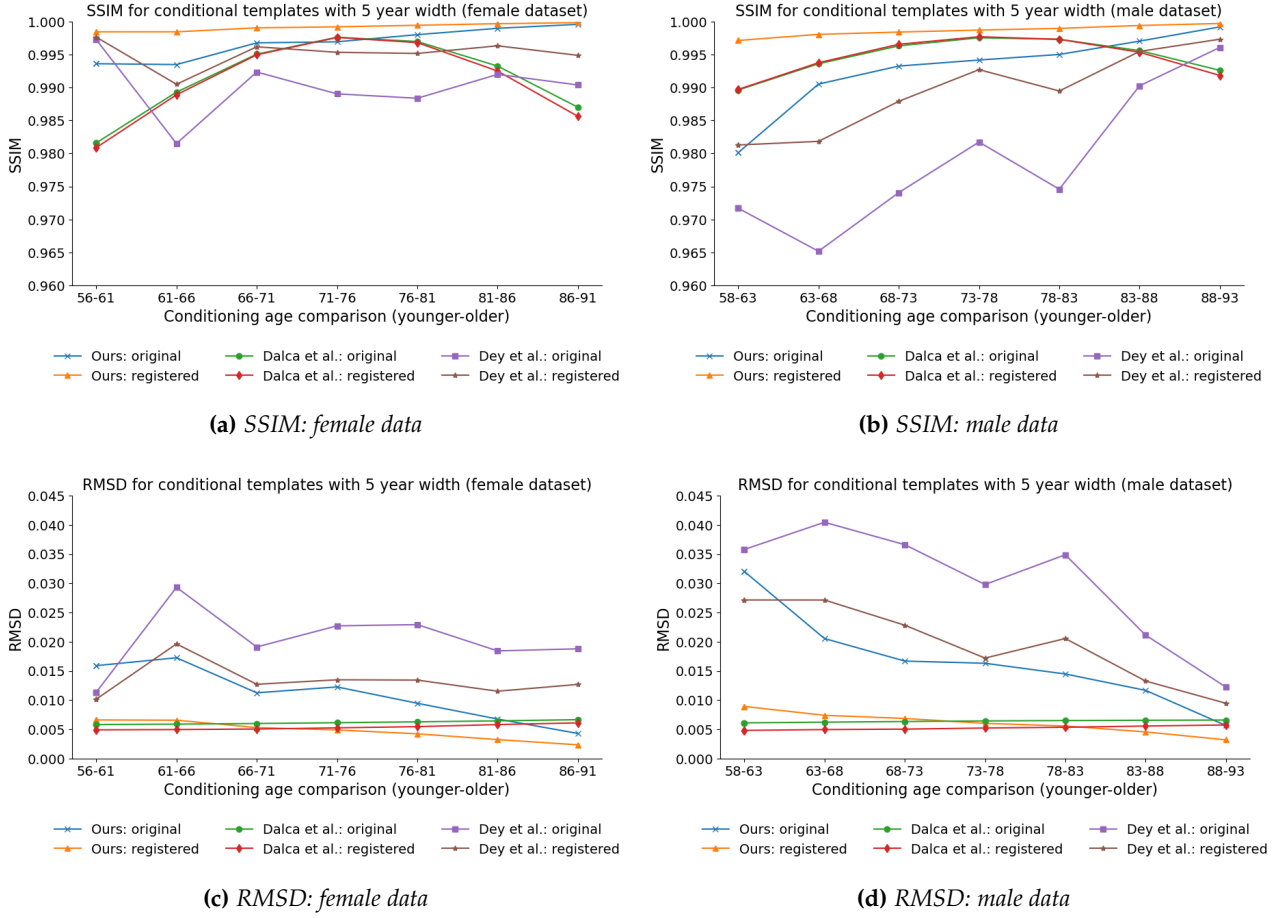 SSIM for conditional templates with 5 year width (female dataset)
1.000
0.995
0.990
0.985
0.980
0.975
0.970
0.965
0.960
SSIM
56-61 61-66 66-71 71-76 76-81 81-86 86-91
Conditioning age comparison (younger-older)
Ours: original Dalca et al.: original Dey et al.: original
Ours: registered Dalca et al.: registered Dey et al.: registered
(a) SSIM: female data
SSIM for conditional templates with 5 year width (male dataset)
1.000
0.995
0.990
0.985
0.980
0.975
0.970
0.965
0.960
SSIM
58-63 63-68 68-73 73-78 78-83 83-88 88-93
Conditioning age comparison (younger-older)
Ours: original Dalca et al.: original Dey et al.: original
Ours: registered Dalca et al.: registered Dey et al.: registered
(b) SSIM: male data
RMSD for conditional templates with 5 year width (female dataset)
0.045
0.040
0.035
0.030
0.025
0.020
0.015
0.010
0.005
0.000
RMSD
56-61 61-66 66-71 71-76 76-81 81-86 86-91
Conditioning age comparison (younger-older)
Ours: original Dalca et al.: original Dey et al.: original
Ours: registered Dalca et al.: registered Dey et al.: registered
(c) RMSD: female data
RMSD for conditional templates with 5 year width (male dataset)
0.045
0.040
0.035
0.030
0.025
0.020
0.015
0.010
0.005
0.000
RMSD
58-63 63-68 68-73 73-78 78-83 83-88 88-93
Conditioning age comparison (younger-older)
Ours: original Dalca et al.: original Dey et al.: original
Ours: registered Dalca et al.: registered Dey et al.: registered
(d) RMSD: male data